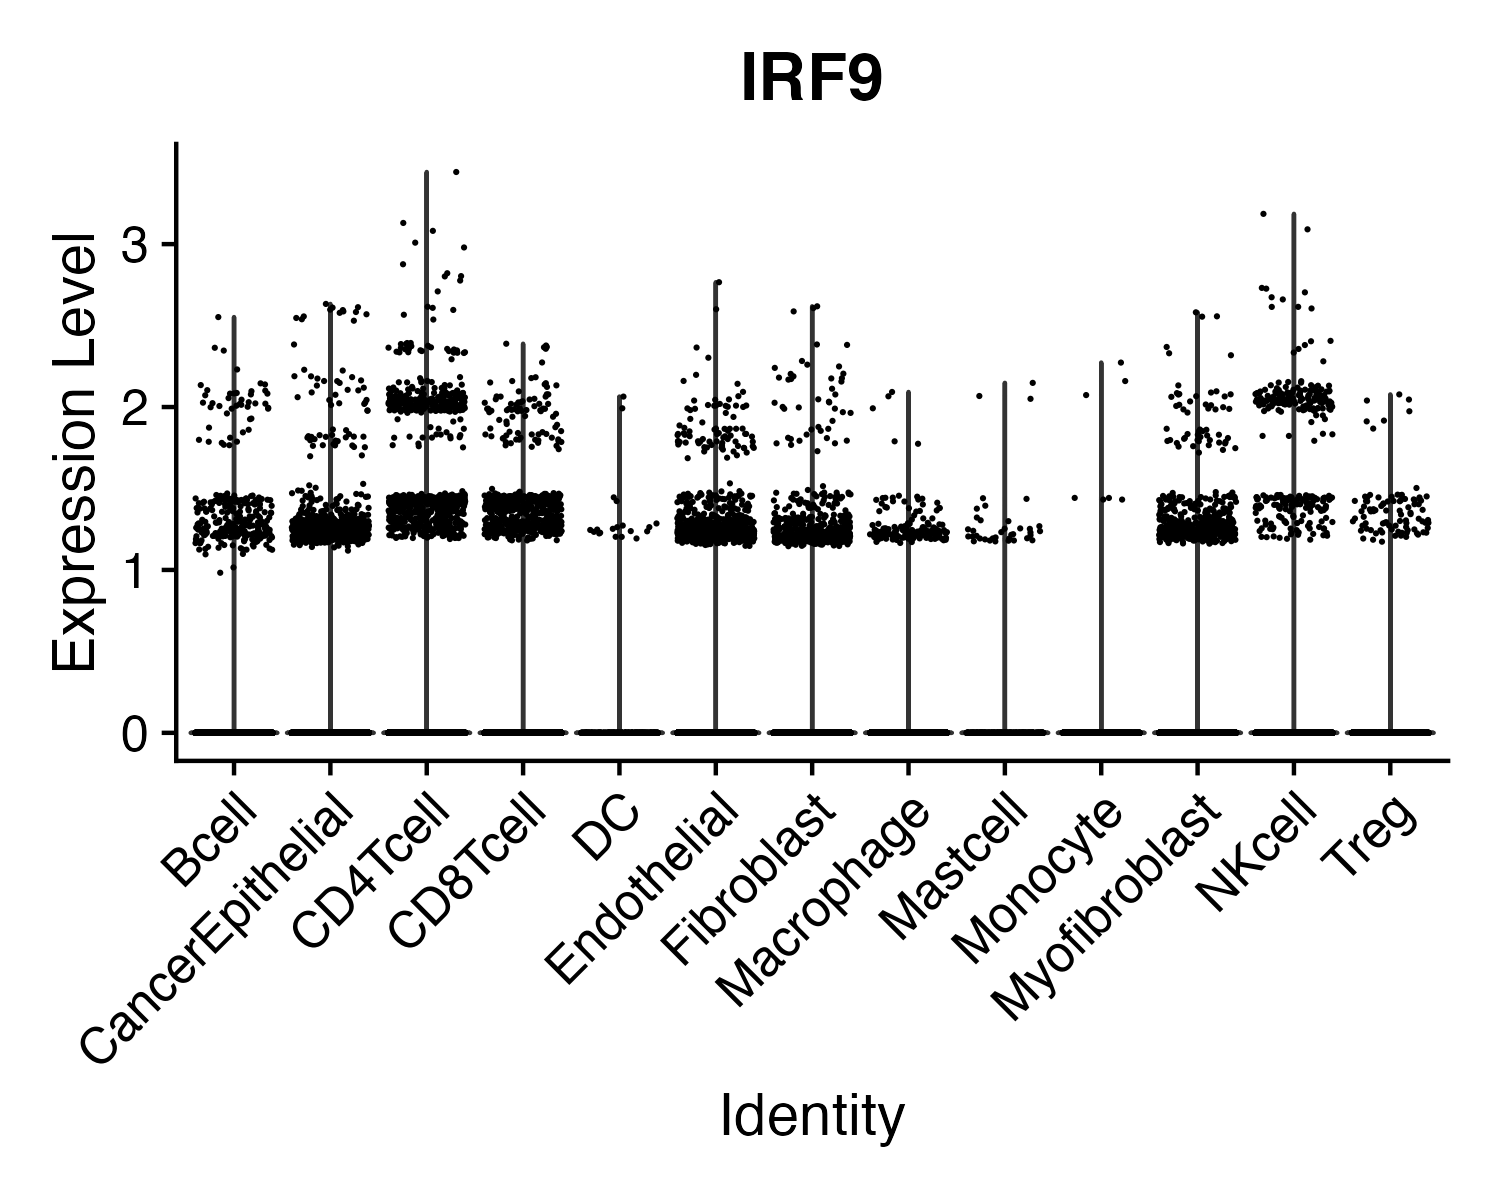 IRF9
Expression Level
3
2
1
0
Bcell
CancerEpithelial
CD4Tcell
CD8Tcell
DC
Endothelial
Fibroblast
Macrophage
Mastcell
Monocyte
Myofibroblast
NKcell
Treg
Identity